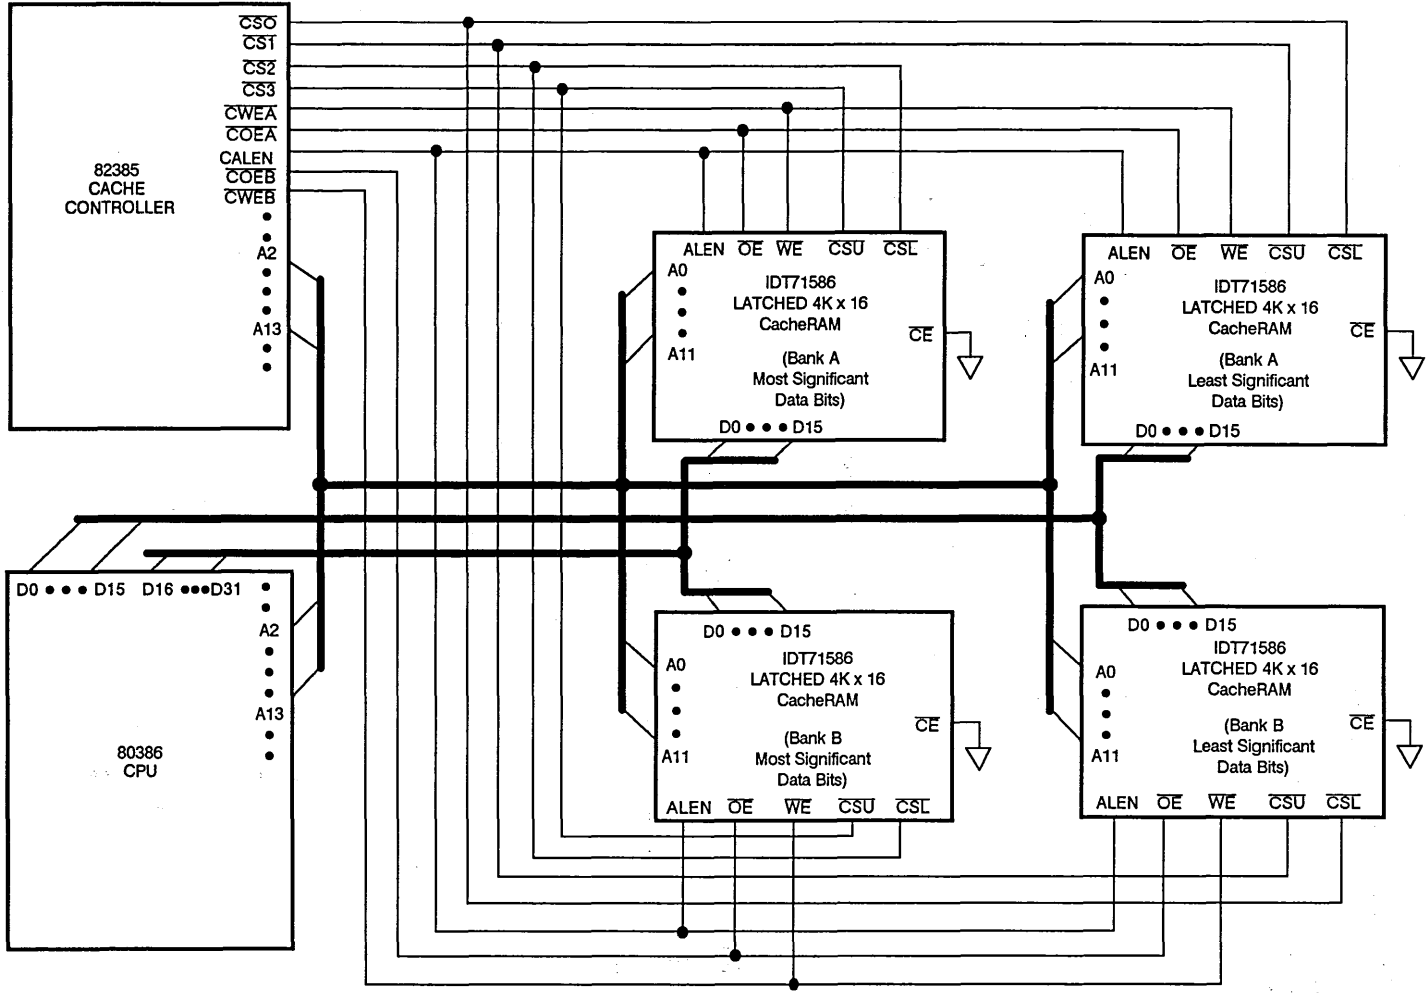 CS0
CS1
CS2
CS3
CWEA
COEA
CALEN
COEB
CWEB
A2
A13
82385
CACHE
CONTROLLER
ALEN OE WE CSU CSL
A0
A11
IDT71586
LATCHED 4K x 16
CacheRAM
(Bank A
Most Significant
Data Bits)
CE
D0 • • • D15
ALEN OE WE CSU CSL
A0
A11
IDT71586
LATCHED 4K x 16
CacheRAM
(Bank A
Least Significant
Data Bits)
CE
D0 • • • D15
D0 • • • D15 D16 •••D31
A2
A13
80386
CPU
D0 • • • D15
IDT71586
LATCHED 4K x 16
CacheRAM
A0
A11
(Bank B
Most Significant
Data Bits)
CE
ALEN OE WE CSU CSL
D0 • • • D15
IDT71586
LATCHED 4K x 16
CacheRAM
A0
A11
(Bank B
Least Significant
Data Bits)
CE
ALEN OE WE CSU CSL